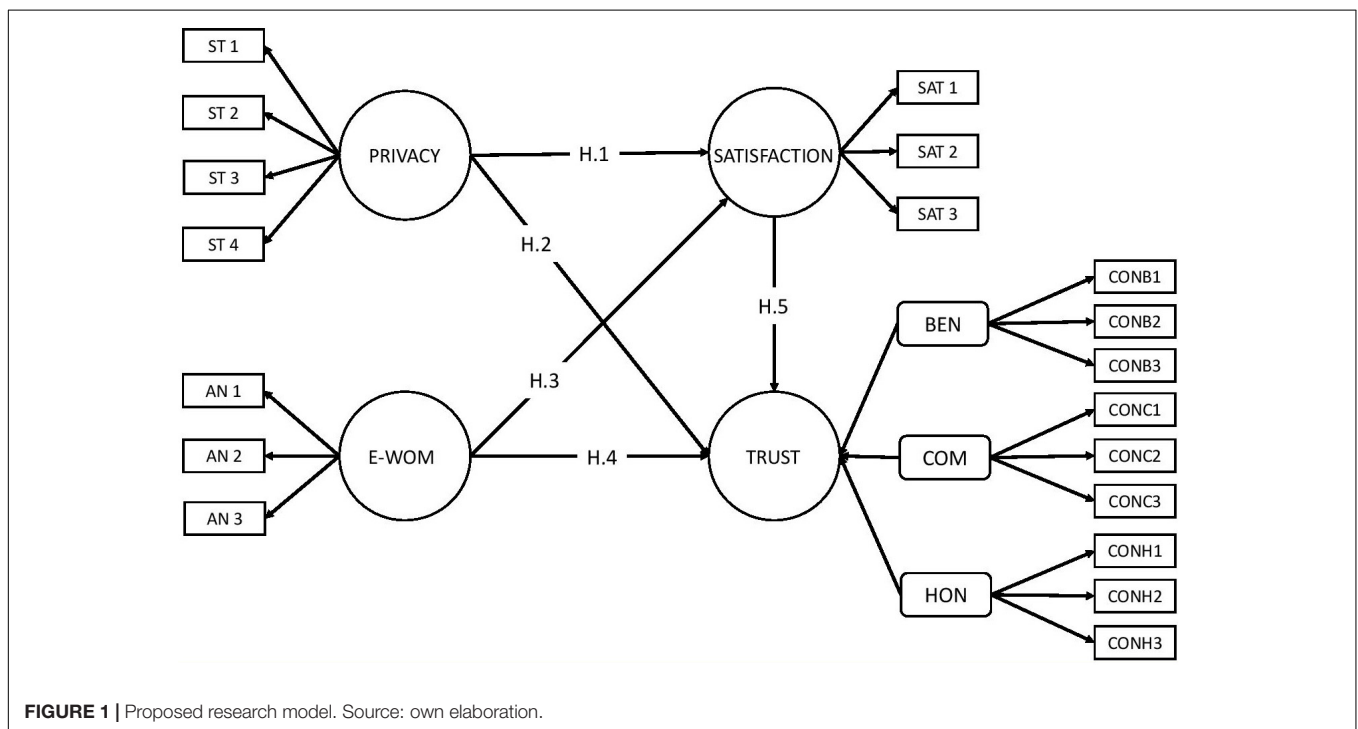 ST 1
ST 2
ST 3
ST 4
PRIVACY
H.1
SATISFACTION
SAT 1
SAT 2
SAT 3
H.2
H.3
H.5
AN 1
AN 2
AN 3
E-WOM
H.4
TRUST
BEN
COM
HON
CONB1
CONB2
CONB3
CONC1
CONC2
CONC3
CONH1
CONH2
CONH3
FIGURE 1 | Proposed research model. Source: own elaboration.